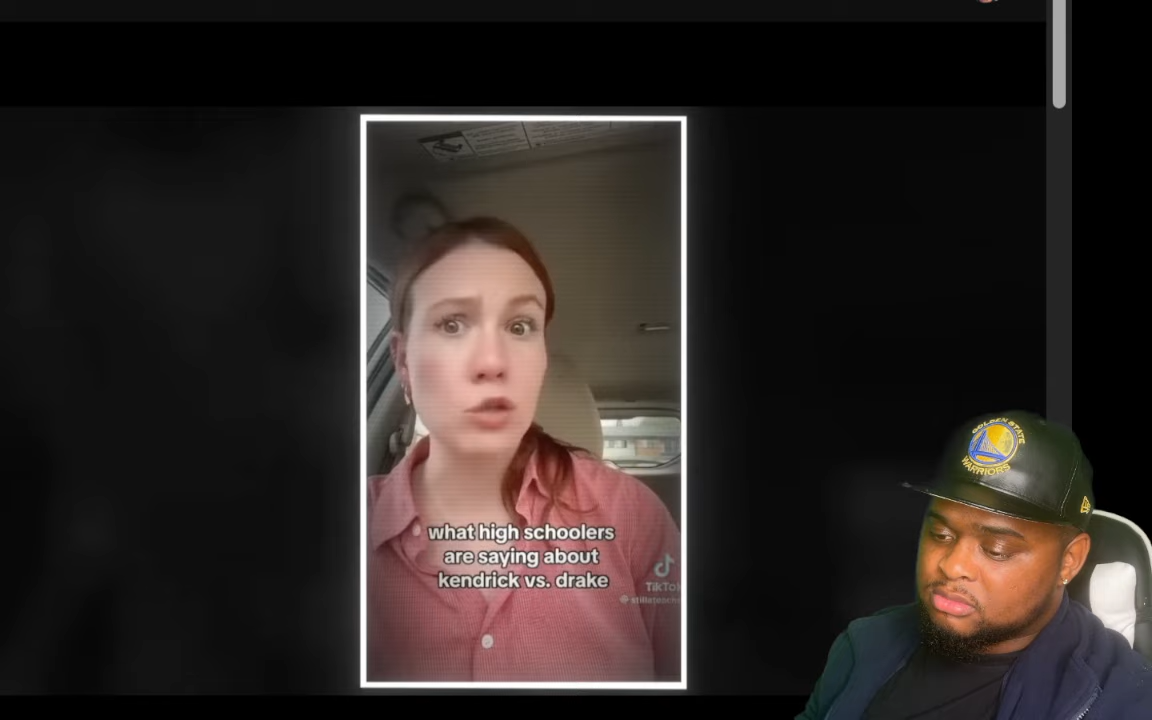 what high schoolers
are saying about
kendrick vs. drake
TikTok
GOLDEN STATE
WARRIORS